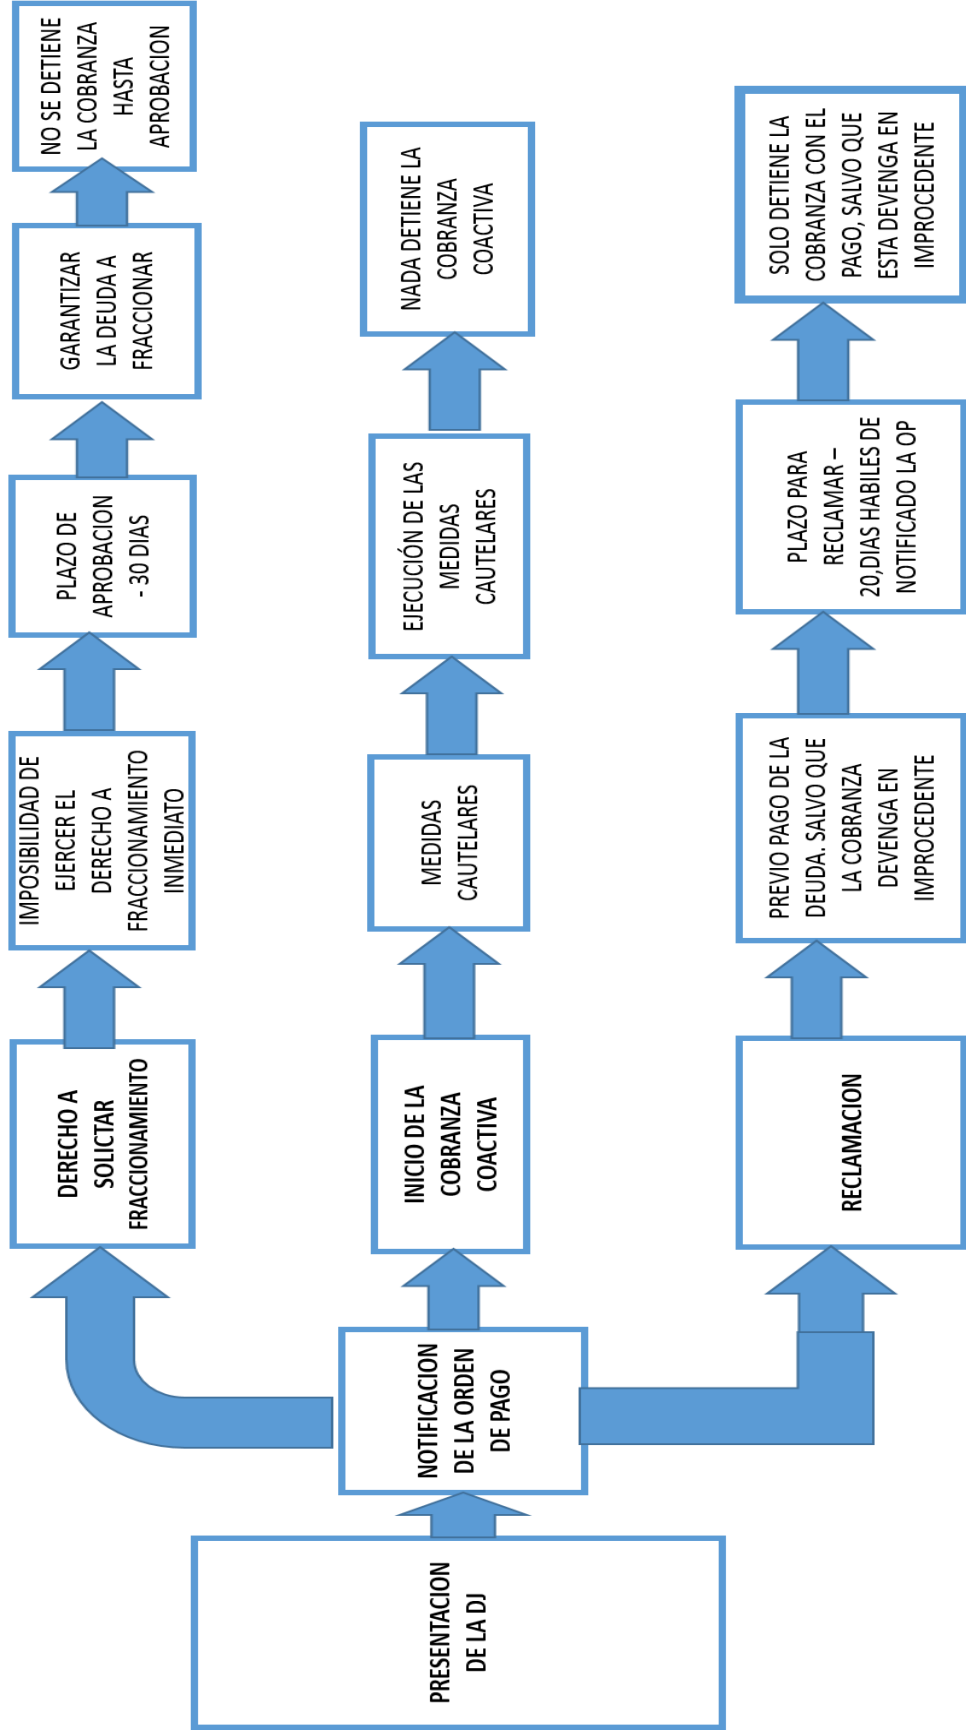 PRESENTACION
DE LA DJ
NOTIFICACION
DE LA ORDEN
DE PAGO
DERECHO A
SOLICTAR
FRACCIONAMIENTO
IMPOSIBILIDAD DE
EJERCER EL
DERECHO A
FRACCIONAMIENTO
INMEDIATO
PLAZO DE
APROBACION
- 30 DIAS
GARANTIZAR
LA DEUDA A
FRACCIONAR
NO SE DETIENE
LA COBRANZA
HASTA
APROBACION
INICIO DE LA
COBRANZA
COACTIVA
MEDIDAS
CAUTELARES
EJECUCIÓN DE LAS
MEDIDAS
CAUTELARES
NADA DETIENE LA
COBRANZA
COACTIVA
RECLAMACION
PREVIO PAGO DE LA
DEUDA. SALVO QUE
LA COBRANZA
DEVENGA EN
IMPROCEDENTE
PLAZO PARA
RECLAMAR –
20,DIAS HABILES DE
NOTIFICADO LA OP
SOLO DETIENE LA
COBRANZA CON EL
PAGO, SALVO QUE
ESTA DEVENGA EN
IMPROCEDENTE